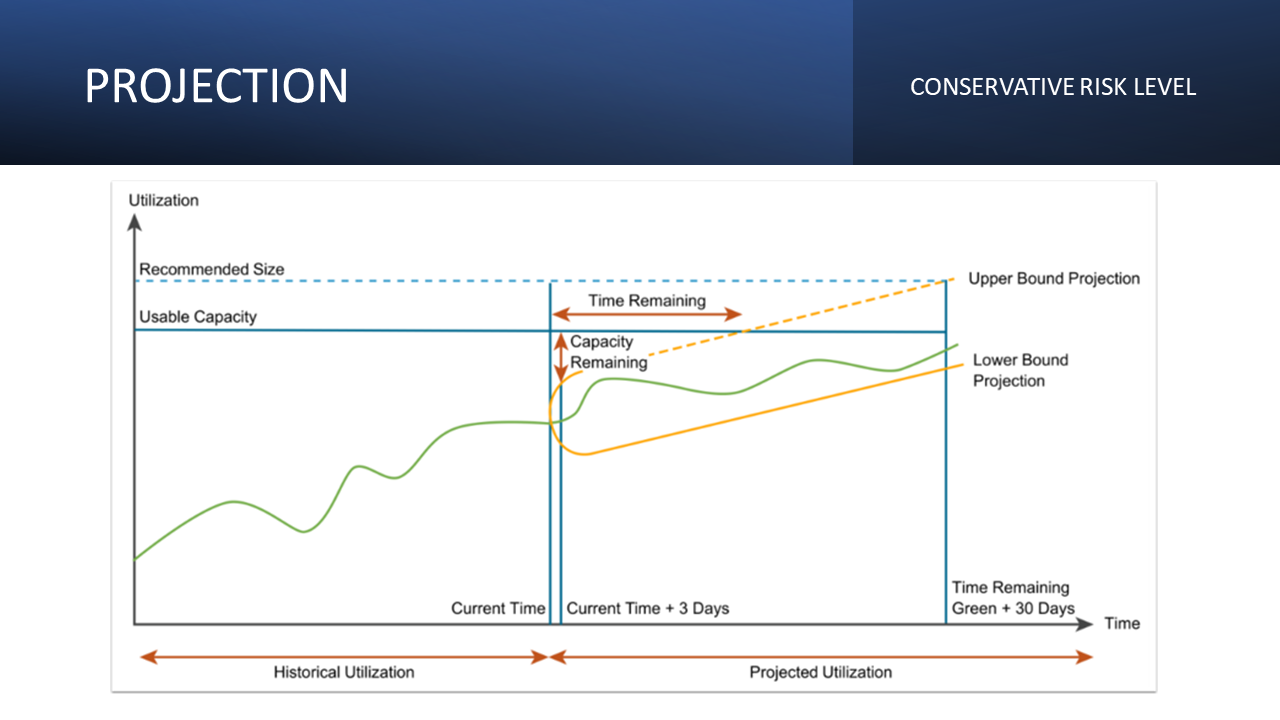 PROJECTION
CONSERVATIVE RISK LEVEL
Utilization
Recommended Size
Upper Bound Projection
Time Remaining
Usable Capacity
Capacity
Remaining
Lower Bound
Projection
Time Remaining
Green + 30 Days
Current Time
Current Time + 3 Days
Time
Historical Utilization
Projected Utilization